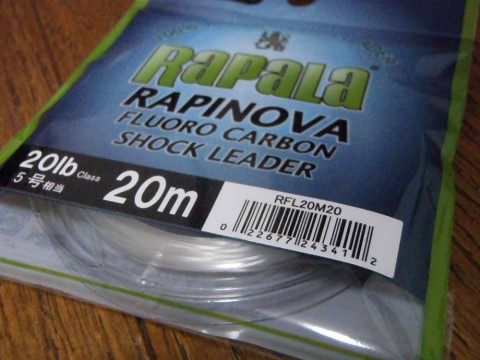 Rapala
RAPINOVA
FLUORO CARBON
SHOCK LEADER
20lb Class
5号相当
20m
RFL20M20
0 22677 24341 2